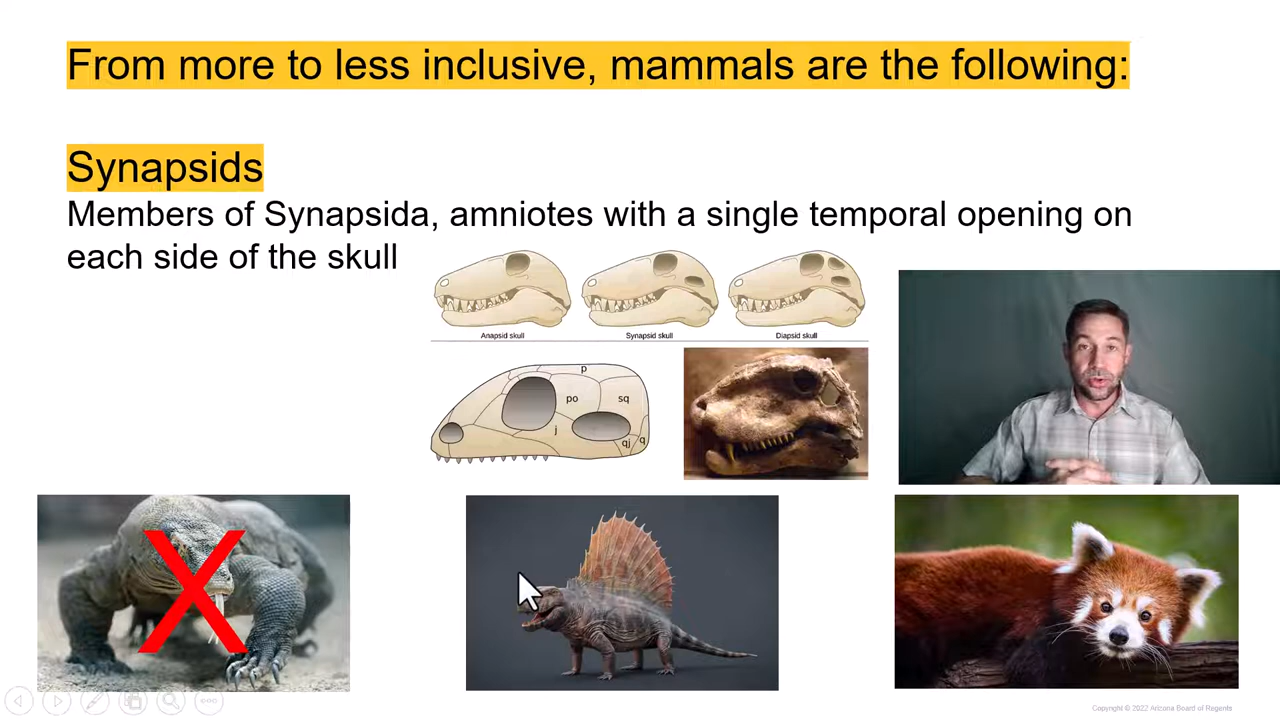 From more to less inclusive, mammals are the following:
Synapsids
Members of Synapsida, amniotes with a single temporal opening on
each side of the skull
Anapsid skull Synapsid skull Diapsid skull
p
po sq
j
qj q
X
Copyright © 2022 Arizona Board of Regents